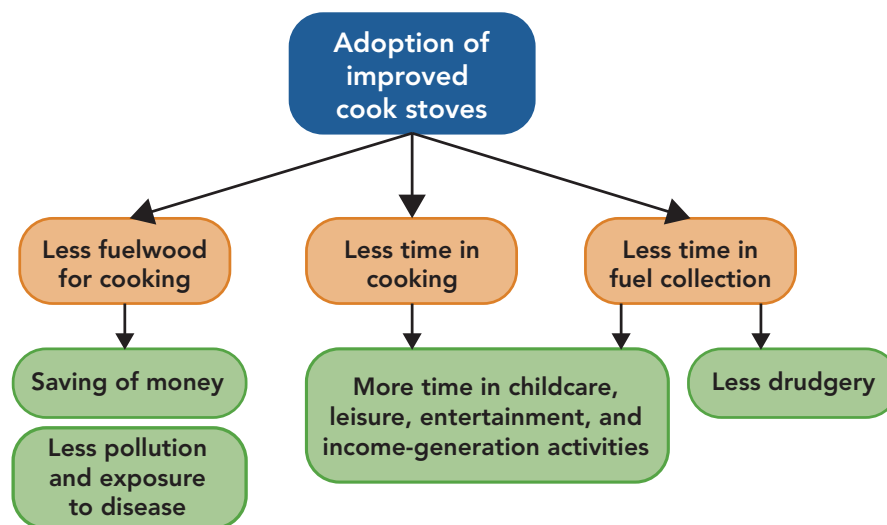 Adoption of
improved
cook stoves
Less fuelwood
for cooking
Less time in
cooking
Less time in
fuel collection
Saving of money
More time in childcare,
leisure, entertainment, and
income-generation activities
Less drudgery
Less pollution
and exposure
to disease